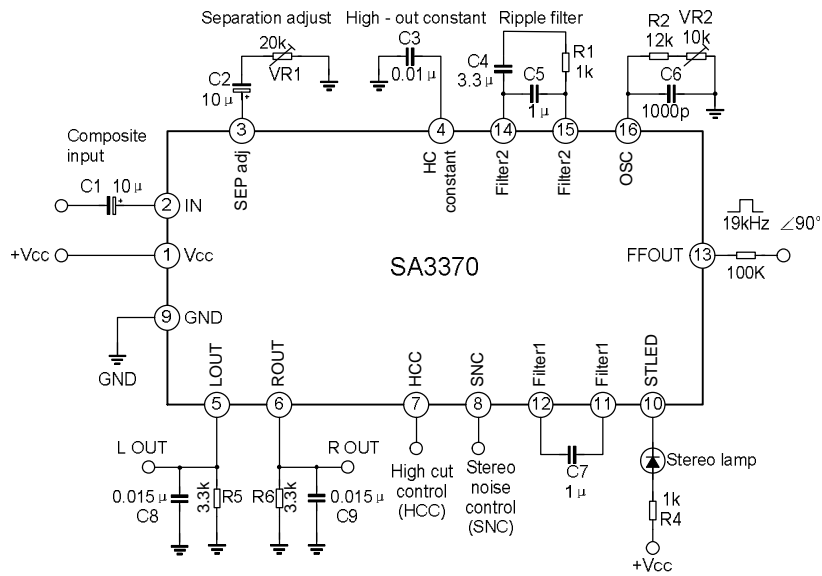 Separation adjust
High - out constant
Ripple filter
R2
12k
VR2
10k
20k
VR1
C2
10 μ
C3
0.01 μ
C4
3.3 μ
C5
1 μ
R1
1k
C6
1000p
3
4
14
15
16
SEP adj
HC
constant
Filter2
Filter2
OSC
Composite
input
C1
10 μ
2
IN
+Vcc
1
Vcc
SA3370
FFOUT
13
19kHz ∠90°
100K
9
GND
GND
LOUT
ROUT
HCC
SNC
Filter1
Filter1
STLED
5
6
7
8
12
11
10
L OUT
R OUT
0.015 μ
C8
3.3k
R5
R6
3.3k
0.015 μ
C9
High cut
control
(HCC)
Stereo
noise
control
(SNC)
C7
1 μ
Stereo lamp
1k
R4
+Vcc